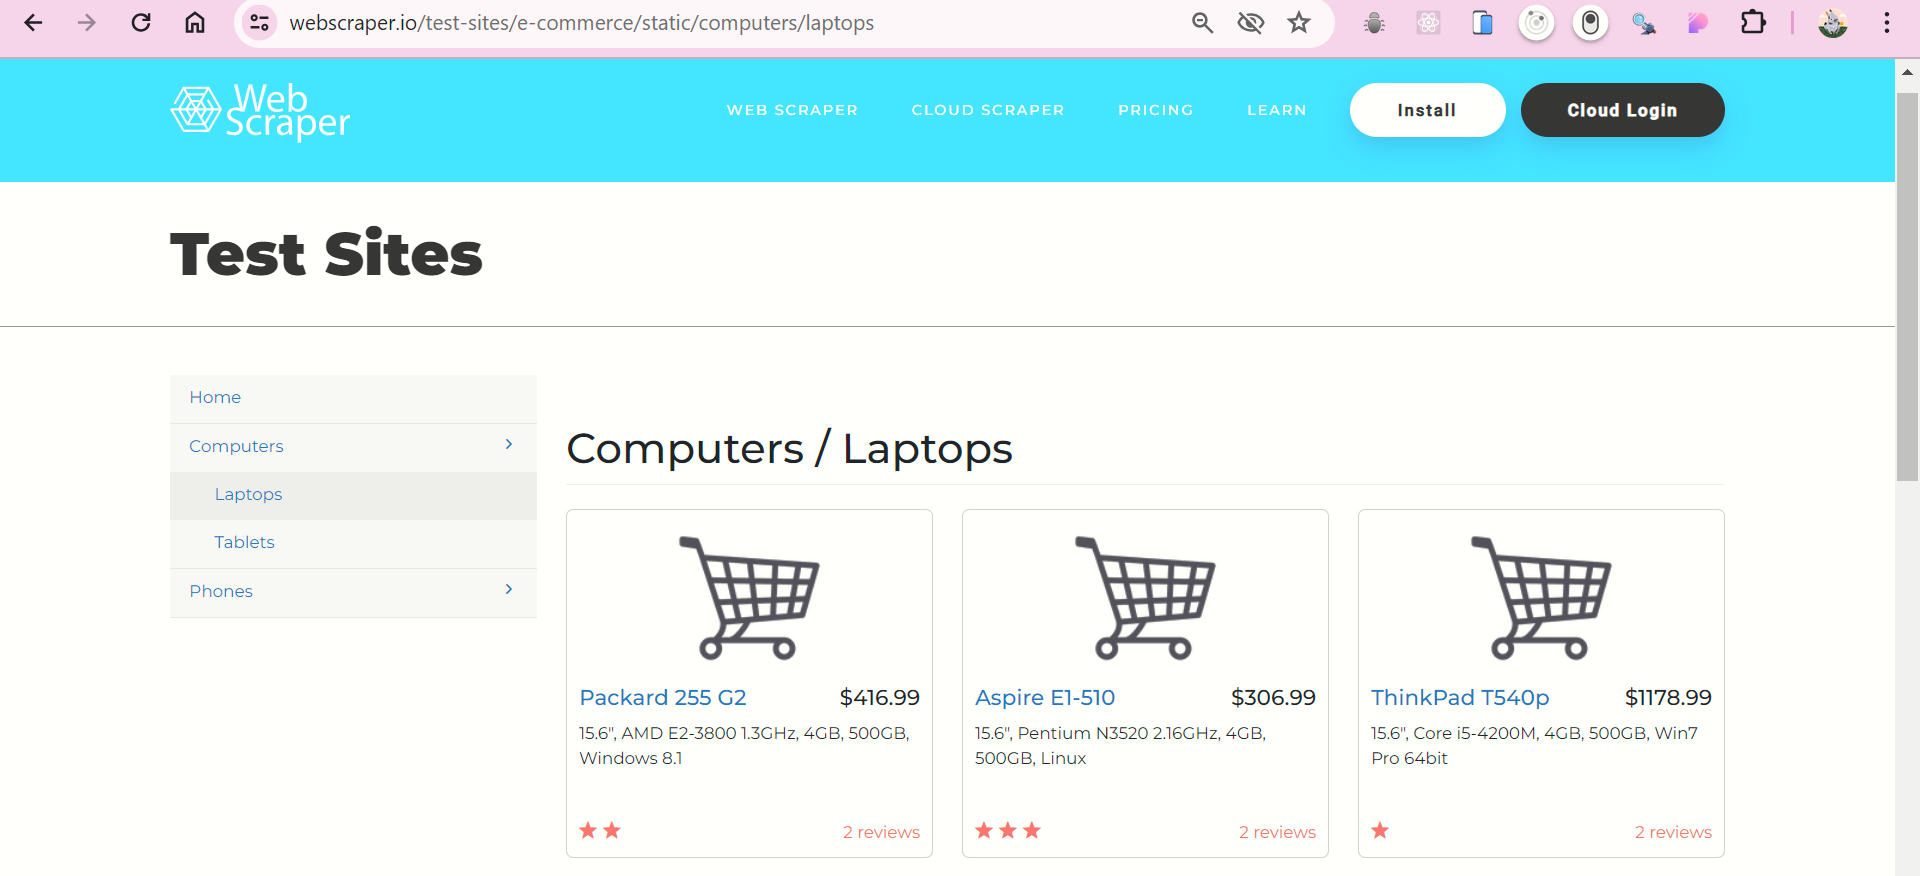 webscraper.io/test-sites/e-commerce/static/computers/laptops
Web
Scraper
WEB SCRAPER
CLOUD SCRAPER
PRICING
LEARN
Install
Cloud Login
Test Sites
Home
Computers
Laptops
Tablets
Phones
Computers / Laptops
Packard 255 G2 $416.99
15.6", AMD E2-3800 1.3GHz, 4GB, 500GB,
Windows 8.1
2 reviews
Aspire E1-510 $306.99
15.6", Pentium N3520 2.16GHz, 4GB,
500GB, Linux
2 reviews
ThinkPad T540p $1178.99
15.6", Core i5-4200M, 4GB, 500GB, Win7
Pro 64bit
2 reviews